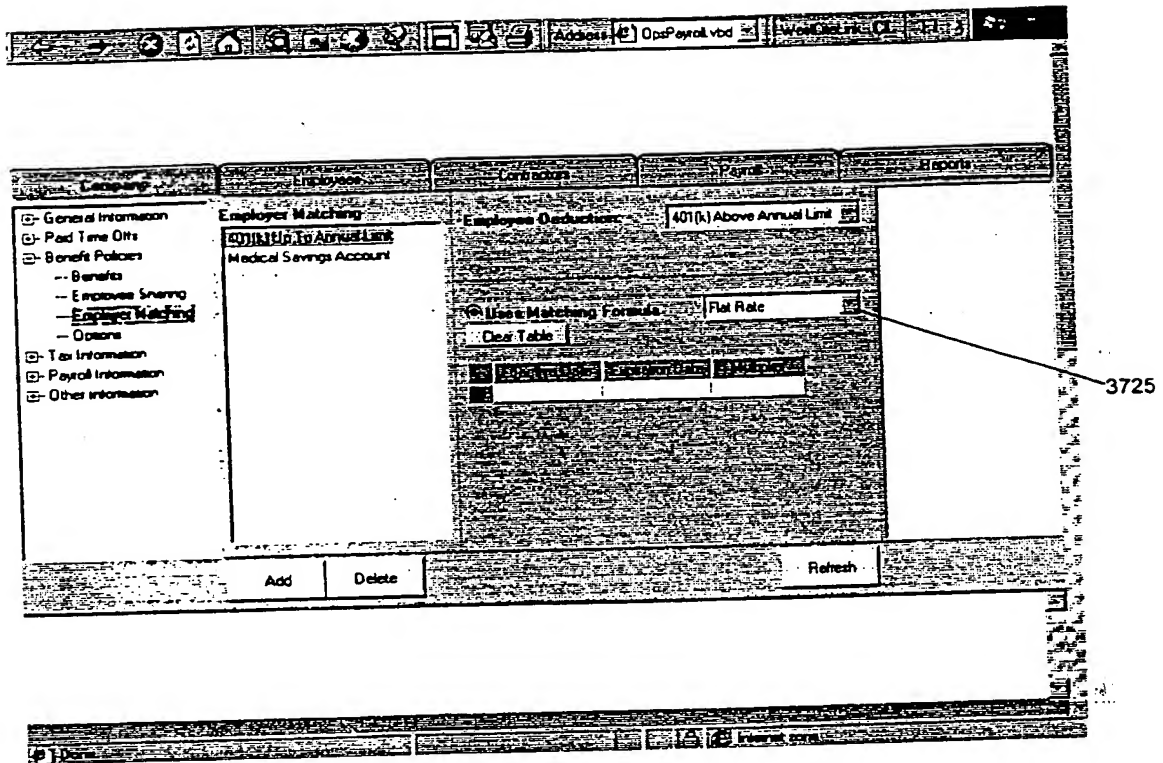 Address OpsPayroll.vbd
Company Employees Contractors Payroll Reports
General Information
Paid Time Offs
Benefit Policies
Benefits
Employee Sharing
Employer Matching
Options
Tax Information
Payroll Information
Other information
Employer Matching
401(k) Up To Annual Limit
Medical Savings Account
Employee Deduction: 401(k) Above Annual Limit
Uses Matching Formula Flat Rate
Clear Table
Effective Date Expiration Date Multiplier
3725
Add Delete Refresh
Done Internet zone